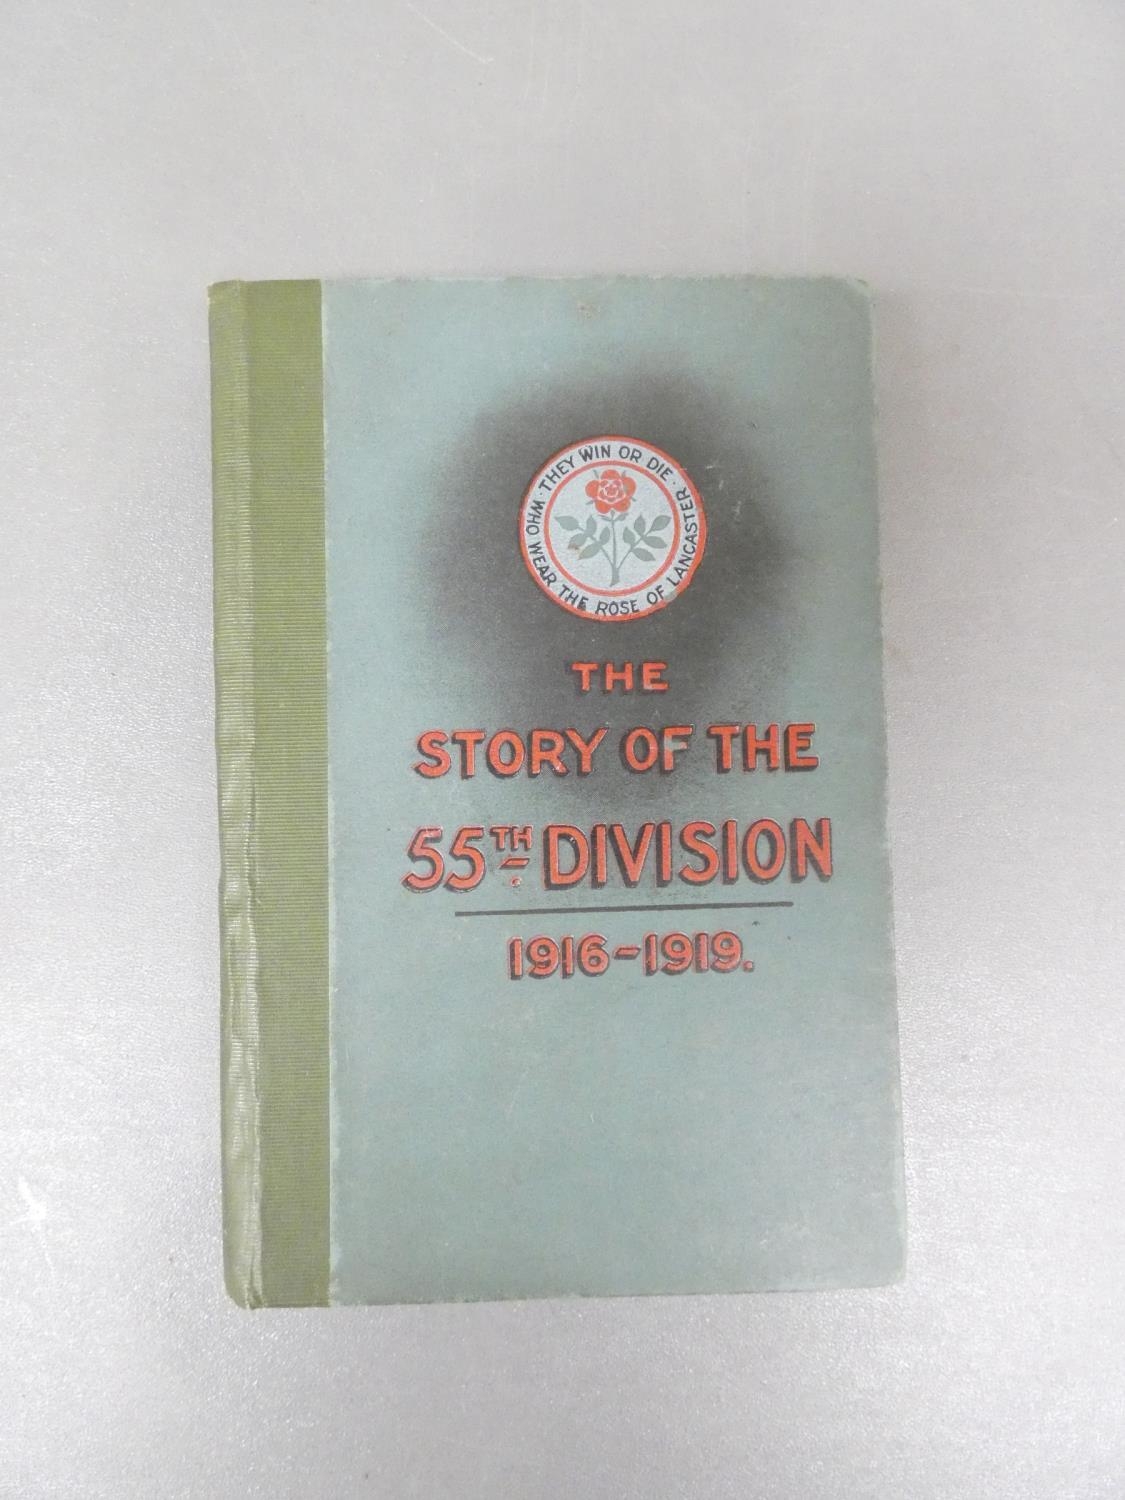 THEY WIN OR DIE · WHO WEAR THE ROSE OF LANCASTER ·
THE
STORY OF THE
55TH. DIVISION
1916-1919.